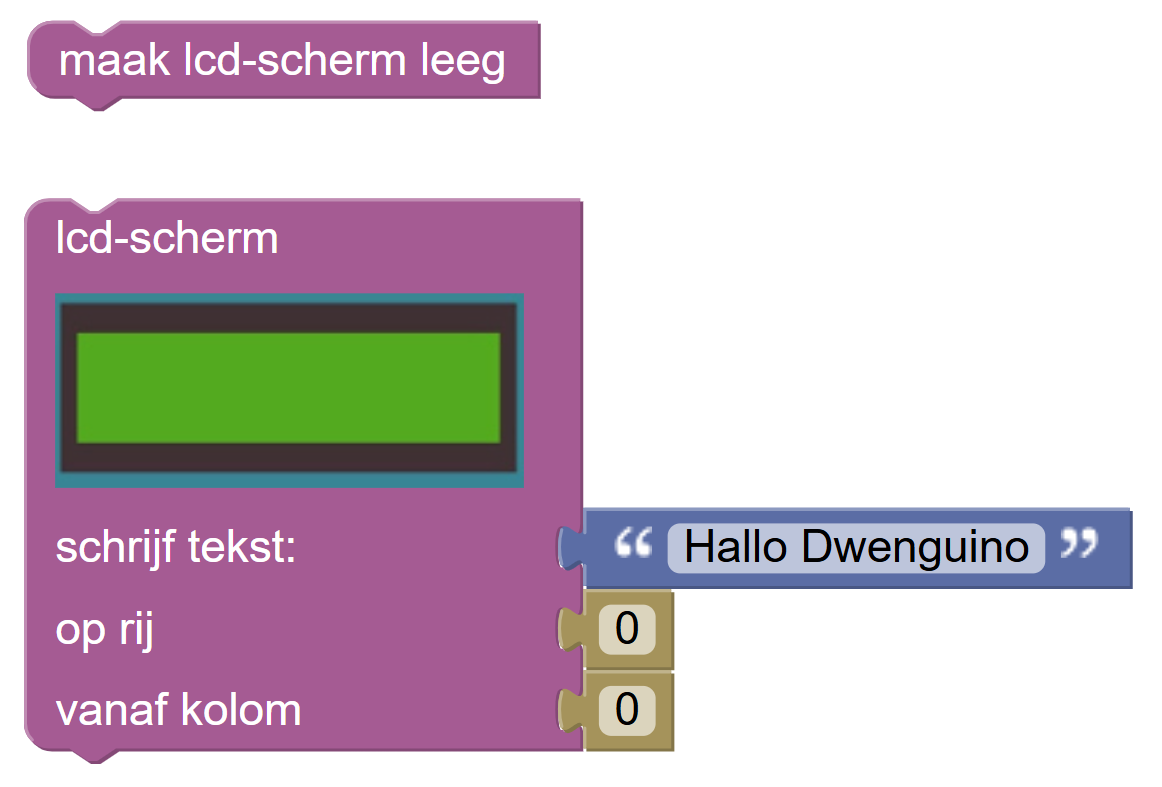 maak lcd-scherm leeg
lcd-scherm
schrijf tekst: “ Hallo Dwenguino ”
op rij 0
vanaf kolom 0